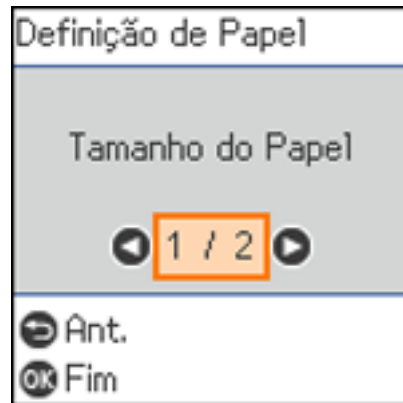 Definição de Papel
Tamanho do Papel
1 / 2
Ant.
OK Fim